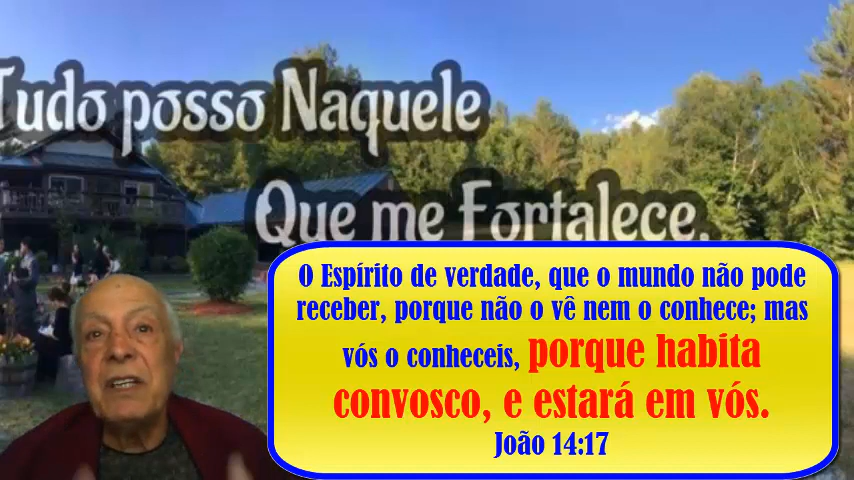 Tudo posso Naquele
Que me Fortalece.
O Espírito de verdade, que o mundo não pode
receber, porque não o vê nem o conhece; mas
vós o conheceis, porque habita
convosco, e estará em vós.
João 14:17